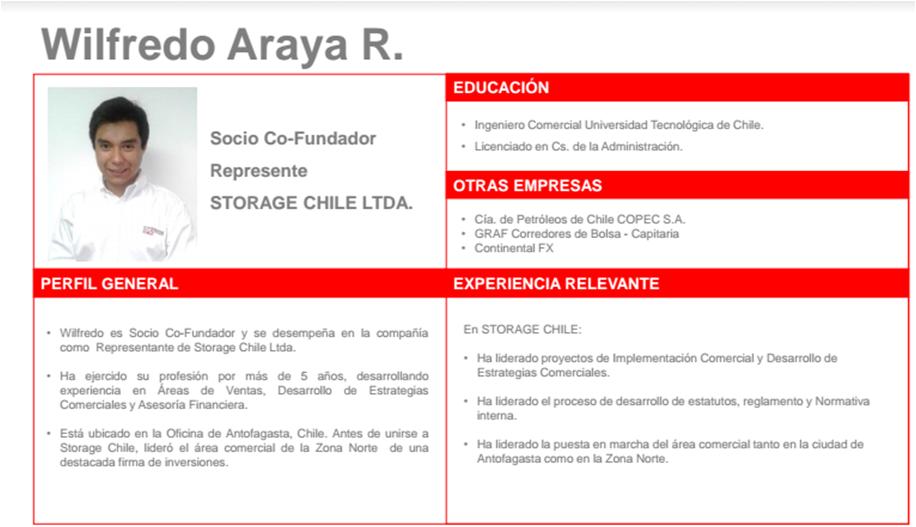 Wilfredo Araya R.
Socio Co-Fundador
Represente
STORAGE CHILE LTDA.
EDUCACIÓN
• Ingeniero Comercial Universidad Tecnológica de Chile.
• Licenciado en Cs. de la Administración.
OTRAS EMPRESAS
• Cía. de Petróleos de Chile COPEC S.A.
• GRAF Corredores de Bolsa - Capitaria
• Continental FX
PERFIL GENERAL
• Wilfredo es Socio Co-Fundador y se desempeña en la compañía
como Representante de Storage Chile Ltda.
• Ha ejercido su profesión por más de 5 años, desarrollando
experiencia en Áreas de Ventas, Desarrollo de Estrategias
Comerciales y Asesoría Financiera.
• Está ubicado en la Oficina de Antofagasta, Chile. Antes de unirse a
Storage Chile, lideró el área comercial de la Zona Norte de una
destacada firma de inversiones.
EXPERIENCIA RELEVANTE
En STORAGE CHILE:
• Ha liderado proyectos de Implementación Comercial y Desarrollo de
Estrategias Comerciales.
• Ha liderado el proceso de desarrollo de estatutos, reglamento y Normativa
interna.
• Ha liderado la puesta en marcha del área comercial tanto en la ciudad de
Antofagasta como en la Zona Norte.